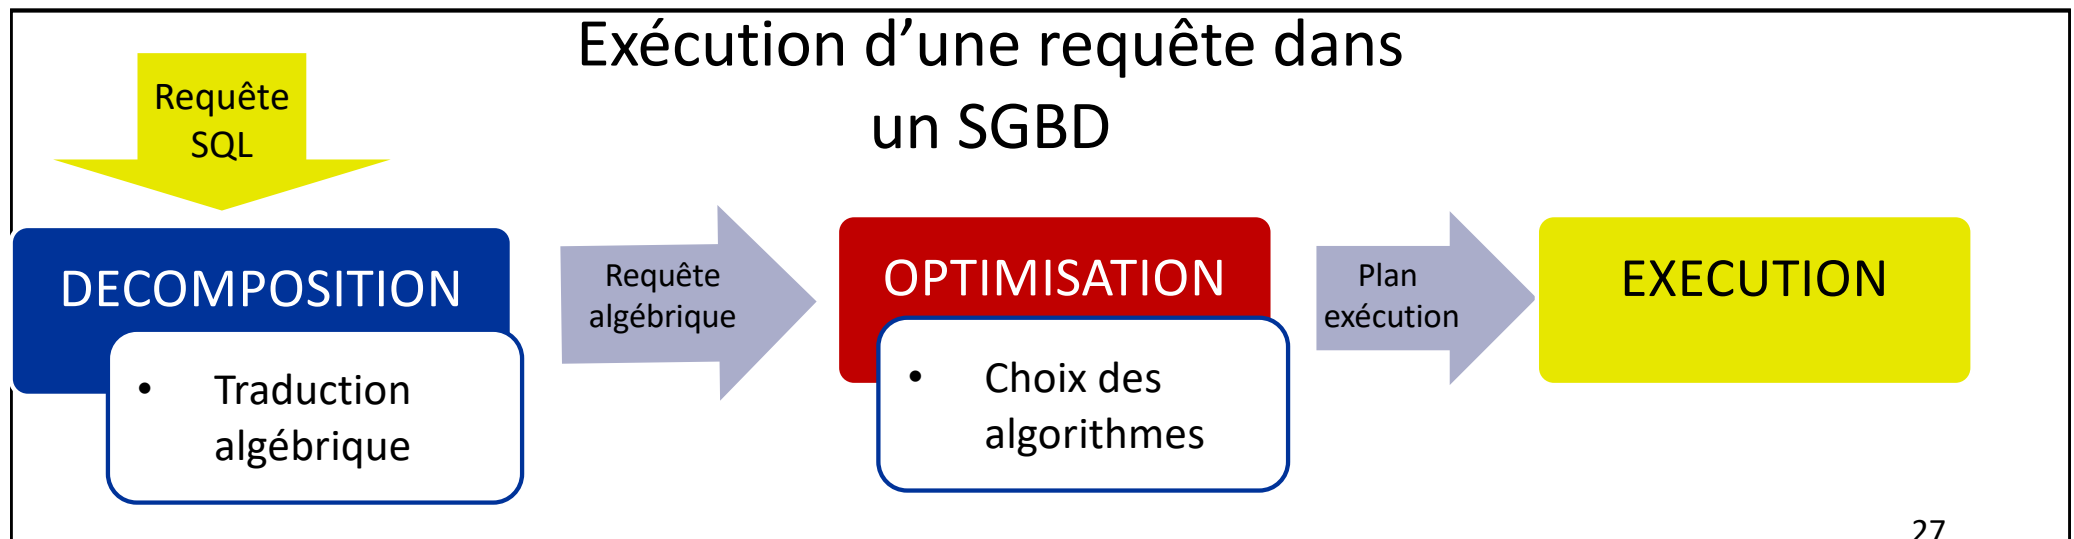 Exécution d’une requête dans
un SGBD
Requête
SQL
DECOMPOSITION
• Traduction
algébrique
Requête
algébrique
OPTIMISATION
• Choix des
algorithmes
Plan
exécution
EXECUTION
27